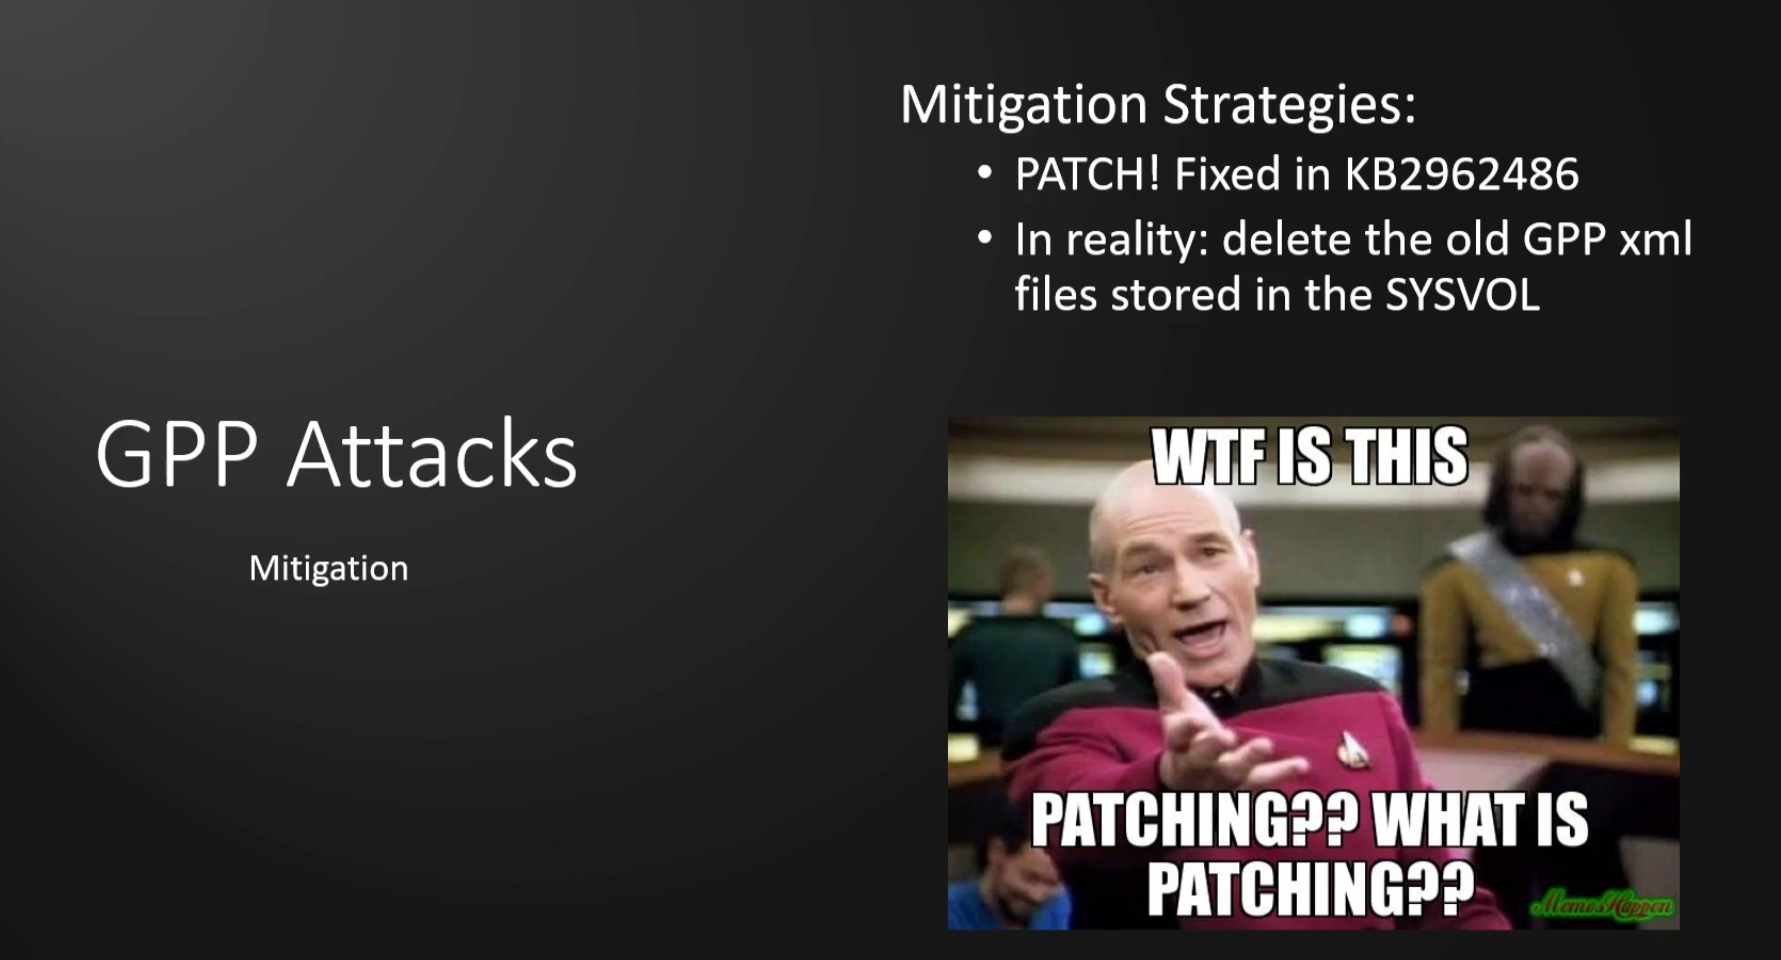 Mitigation Strategies:
• PATCH! Fixed in KB2962486
• In reality: delete the old GPP xml
files stored in the SYSVOL
GPP Attacks
Mitigation
WTF IS THIS
PATCHING?? WHAT IS
PATCHING??
MemesHappen